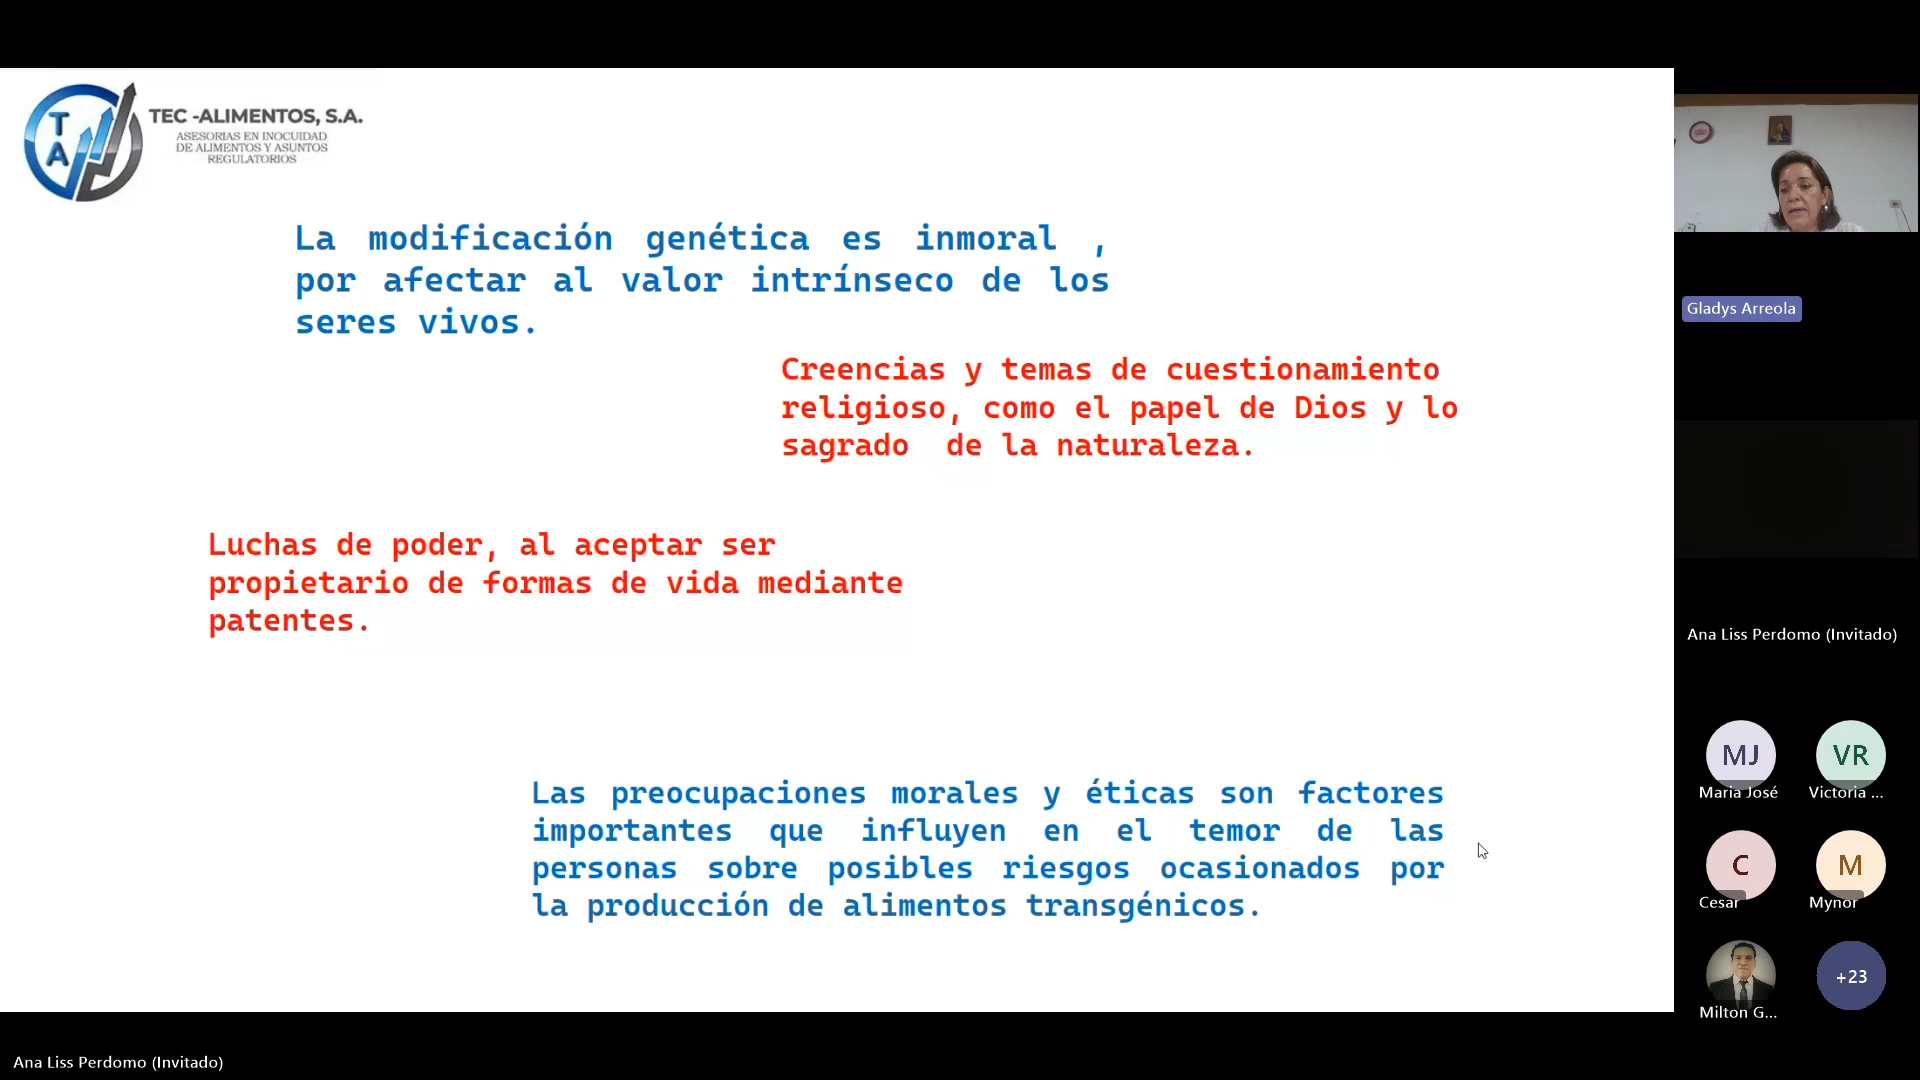 T
A
TEC -ALIMENTOS, S.A.
ASESORIAS EN INOCUIDAD
DE ALIMENTOS Y ASUNTOS
REGULATORIOS
La modificación genética es inmoral ,
por afectar al valor intrínseco de los
seres vivos.
Creencias y temas de cuestionamiento
religioso, como el papel de Dios y lo
sagrado de la naturaleza.
Luchas de poder, al aceptar ser
propietario de formas de vida mediante
patentes.
Las preocupaciones morales y éticas son factores
importantes que influyen en el temor de las
personas sobre posibles riesgos ocasionados por
la producción de alimentos transgénicos.
Gladys Arreola
Ana Liss Perdomo (Invitado)
MJ
VR
Maria José
Victoria ...
C
M
Cesar
Mynor
+23
Milton G...
Ana Liss Perdomo (Invitado)